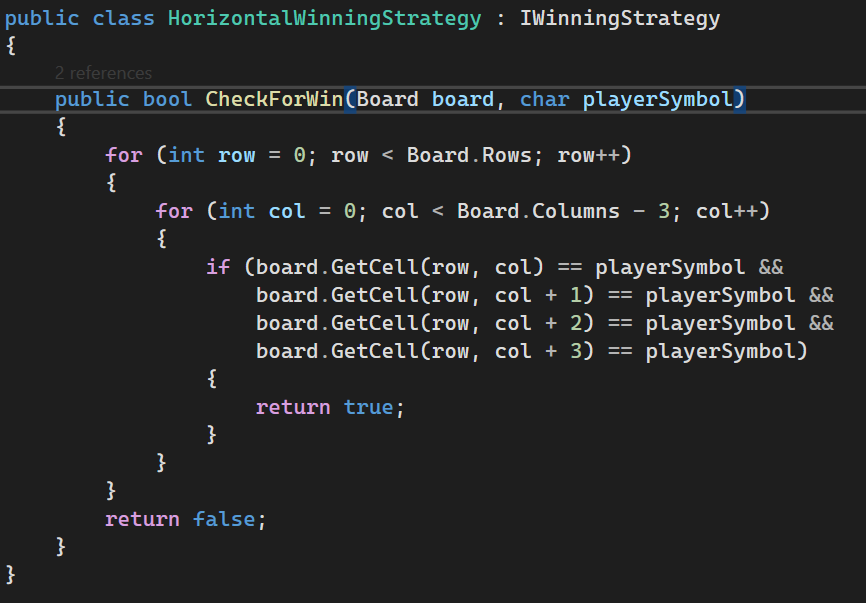 public class HorizontalWinningStrategy : IWinningStrategy
{
    2 references
    public bool CheckForWin(Board board, char playerSymbol)
    {
        for (int row = 0; row < Board.Rows; row++)
        {
            for (int col = 0; col < Board.Columns - 3; col++)
            {
                if (board.GetCell(row, col) == playerSymbol &&
                    board.GetCell(row, col + 1) == playerSymbol &&
                    board.GetCell(row, col + 2) == playerSymbol &&
                    board.GetCell(row, col + 3) == playerSymbol)
                {
                    return true;
                }
            }
        }
        return false;
    }
}